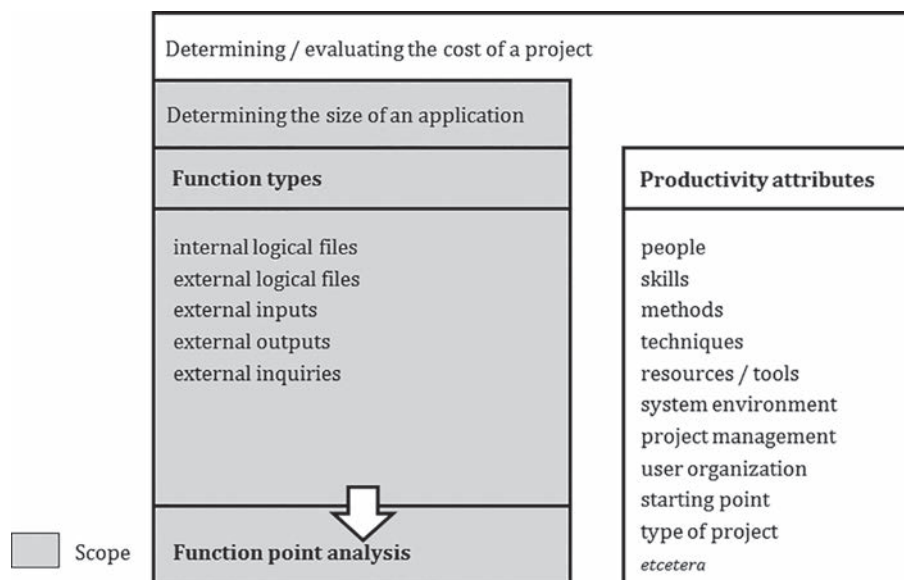 Determining / evaluating the cost of a project
Determining the size of an application
Function types
internal logical files
external logical files
external inputs
external outputs
external inquiries
Function point analysis
Productivity attributes
people
skills
methods
techniques
resources / tools
system environment
project management
user organization
starting point
type of project
etcetera
Scope